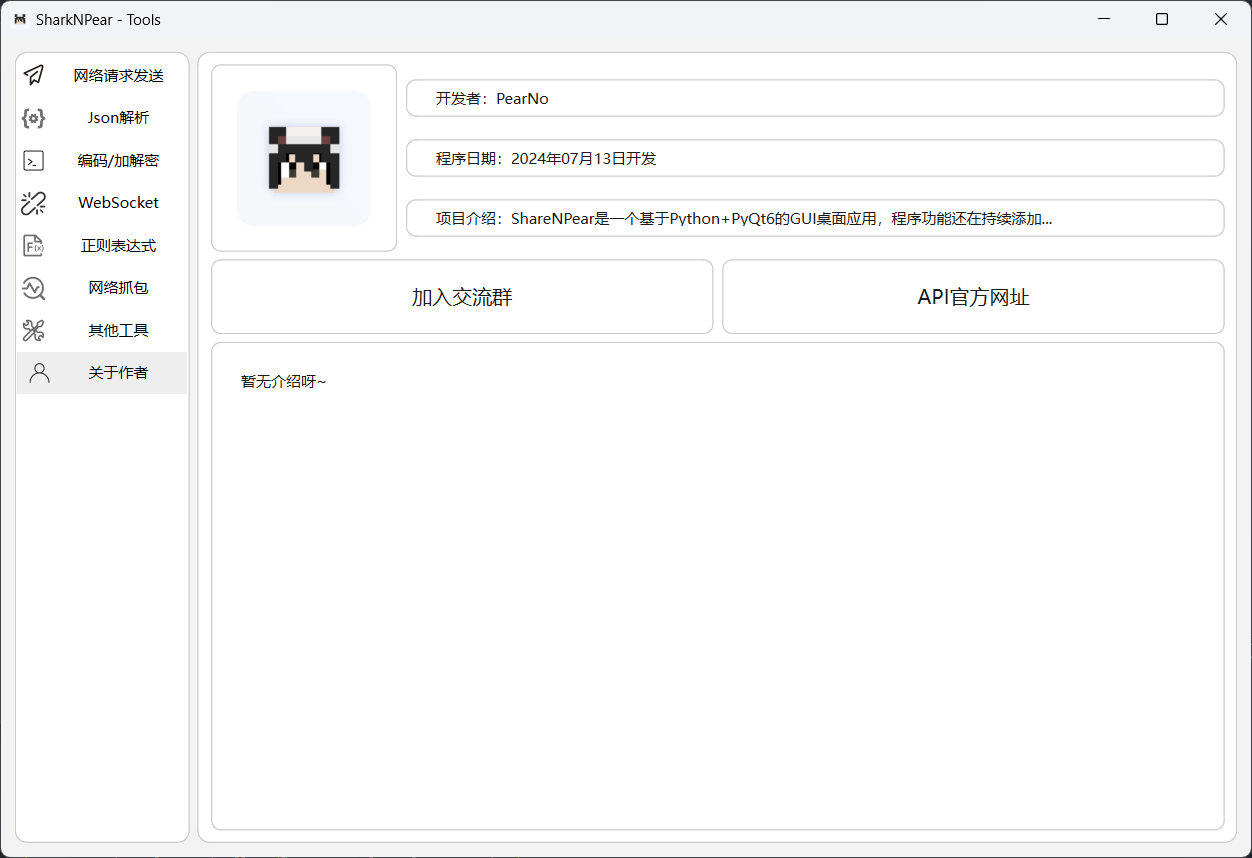 SharkNPear - Tools
网络请求发送
Json解析
编码/加解密
WebSocket
正则表达式
网络抓包
其他工具
关于作者
开发者：PearNo
程序日期：2024年07月13日开发
项目介绍：ShareNPear是一个基于Python+PyQt6的GUI桌面应用，程序功能还在持续添加...
加入交流群
API官方网址
暂无介绍呀~